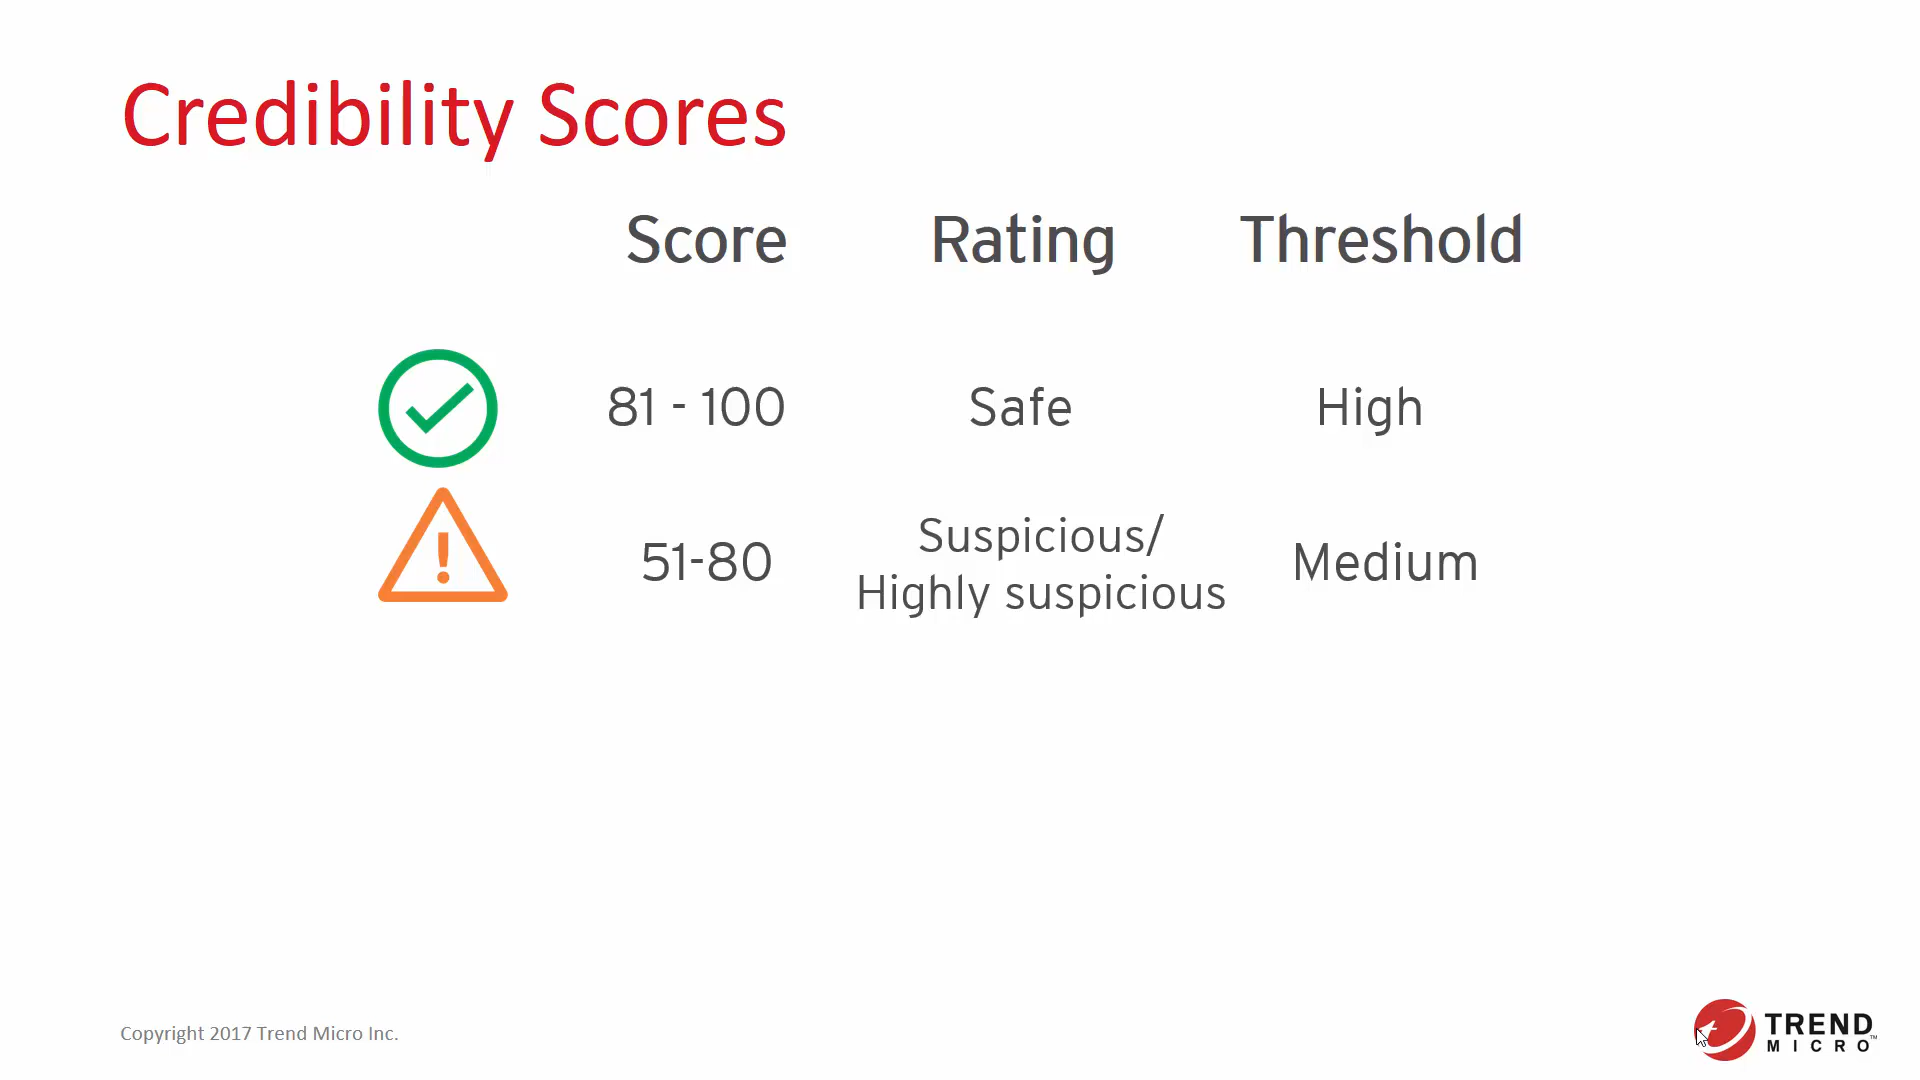 Credibility Scores
Score Rating Threshold
81 - 100 Safe High
Suspicious/
51-80 Medium
Highly suspicious
Copyright 2017 Trend Micro Inc.
TREND
MICRO™